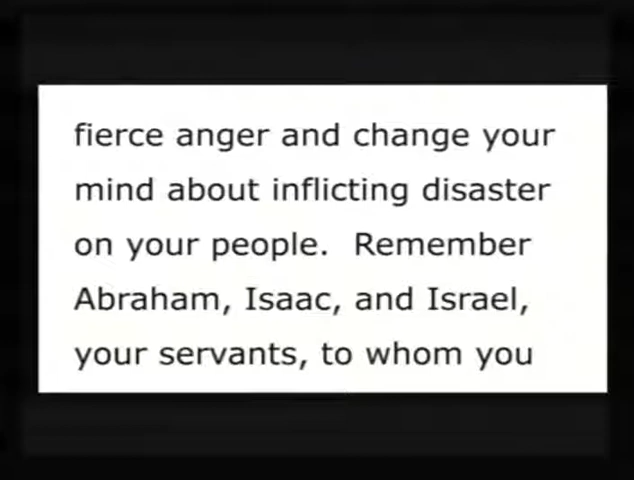 fierce anger and change your
mind about inflicting disaster
on your people.  Remember
Abraham, Isaac, and Israel,
your servants, to whom you